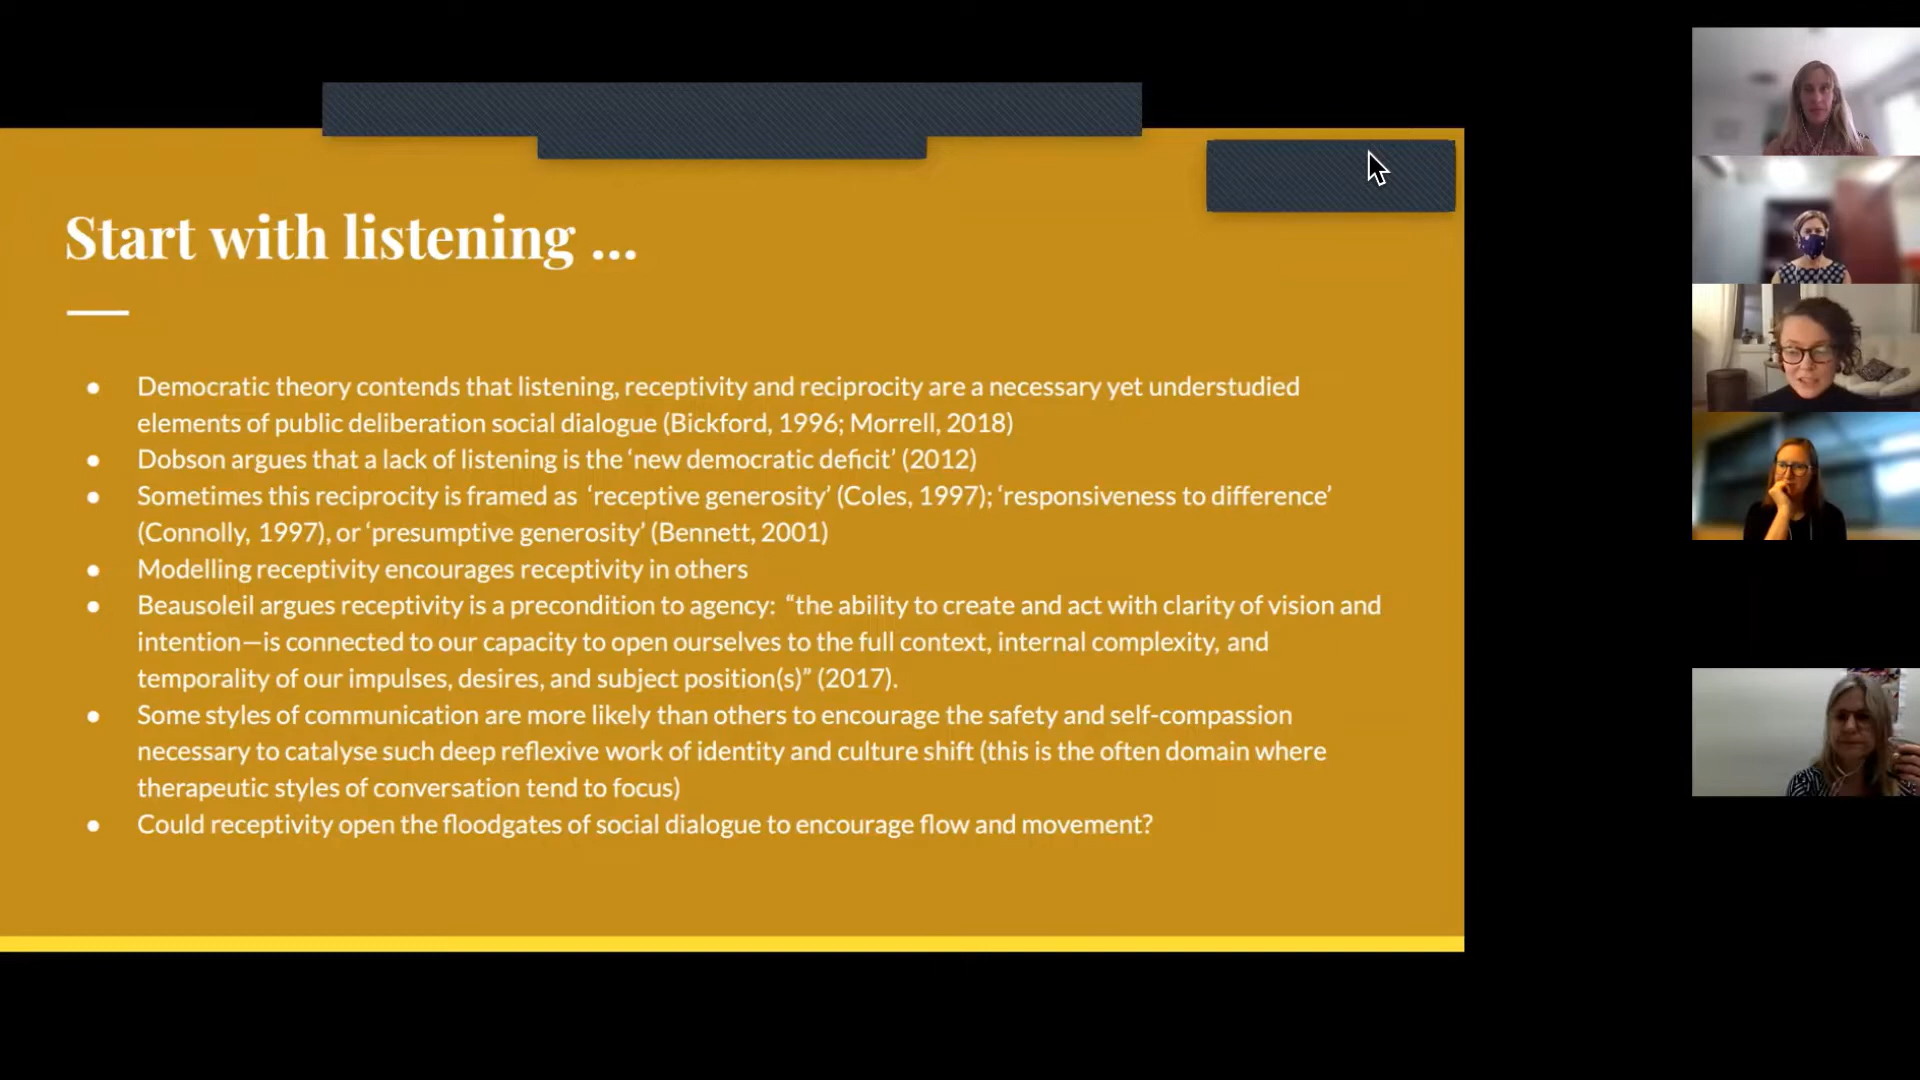 Start with listening ...
● Democratic theory contends that listening, receptivity and reciprocity are a necessary yet understudied
elements of public deliberation social dialogue (Bickford, 1996; Morrell, 2018)
● Dobson argues that a lack of listening is the ‘new democratic deficit’ (2012)
● Sometimes this reciprocity is framed as ‘receptive generosity’ (Coles, 1997); ‘responsiveness to difference’
(Connolly, 1997), or ‘presumptive generosity’ (Bennett, 2001)
● Modelling receptivity encourages receptivity in others
● Beausoleil argues receptivity is a precondition to agency: “the ability to create and act with clarity of vision and
intention—is connected to our capacity to open ourselves to the full context, internal complexity, and
temporality of our impulses, desires, and subject position(s)” (2017).
● Some styles of communication are more likely than others to encourage the safety and self-compassion
necessary to catalyse such deep reflexive work of identity and culture shift (this is the often domain where
therapeutic styles of conversation tend to focus)
● Could receptivity open the floodgates of social dialogue to encourage flow and movement?